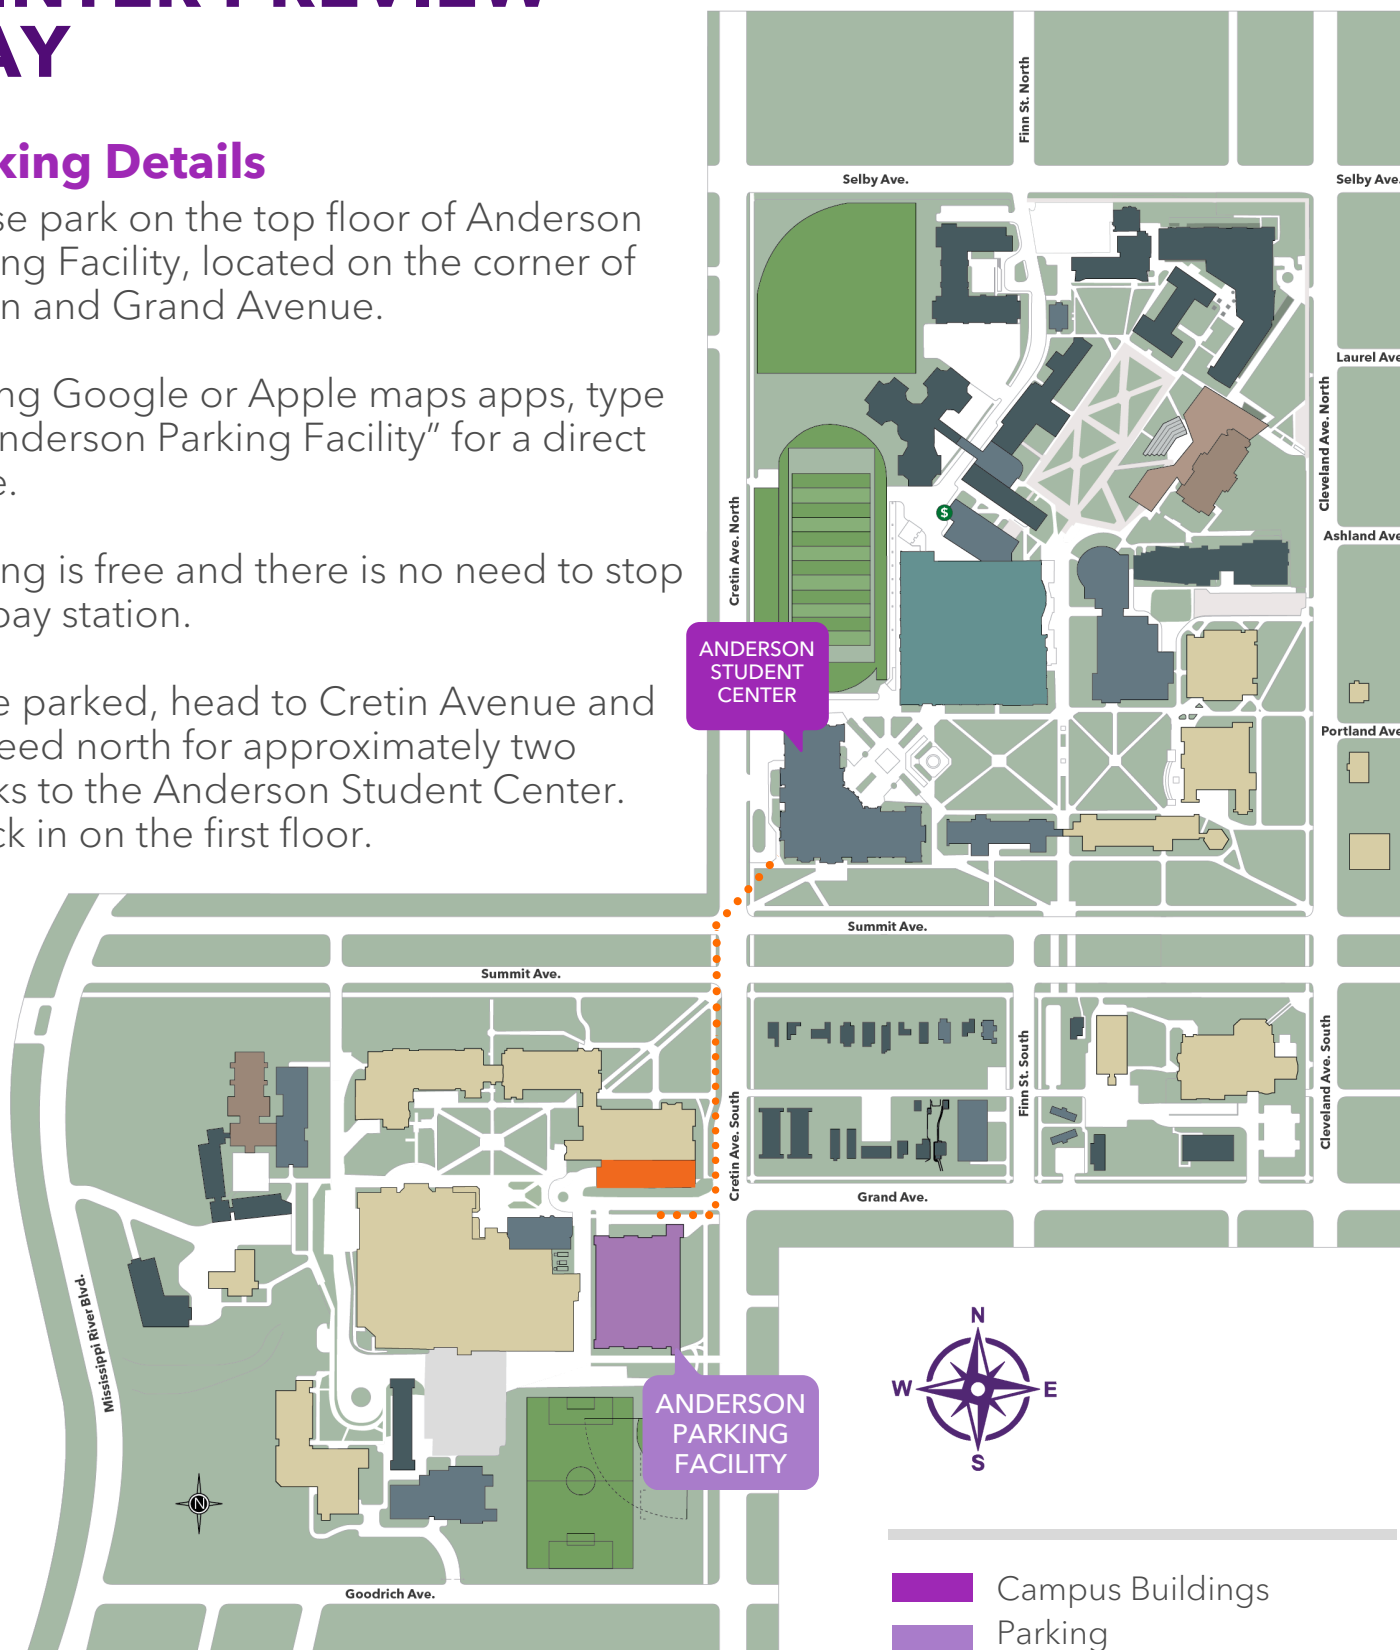 AY
king Details
se park on the top floor of Anderson
ng Facility, located on the corner of
n and Grand Avenue.
ng Google or Apple maps apps, type
nderson Parking Facility” for a direct
e.
ng is free and there is no need to stop
pay station.
e parked, head to Cretin Avenue and
eed north for approximately two
ks to the Anderson Student Center.
ck in on the first floor.
Finn St. North
Selby Ave.
Selby Ave.
Laurel Ave
Cleveland Ave. North
Cretin Ave. North
$
Ashland Ave
ANDERSON
STUDENT
CENTER
Portland Ave
Summit Ave.
Summit Ave.
Cretin Ave. South
Finn St. South
Cleveland Ave. South
Grand Ave.
Mississippi River Blvd.
ANDERSON
PARKING
FACILITY
N
Goodrich Ave.
N
W E
S
Campus Buildings
Parking